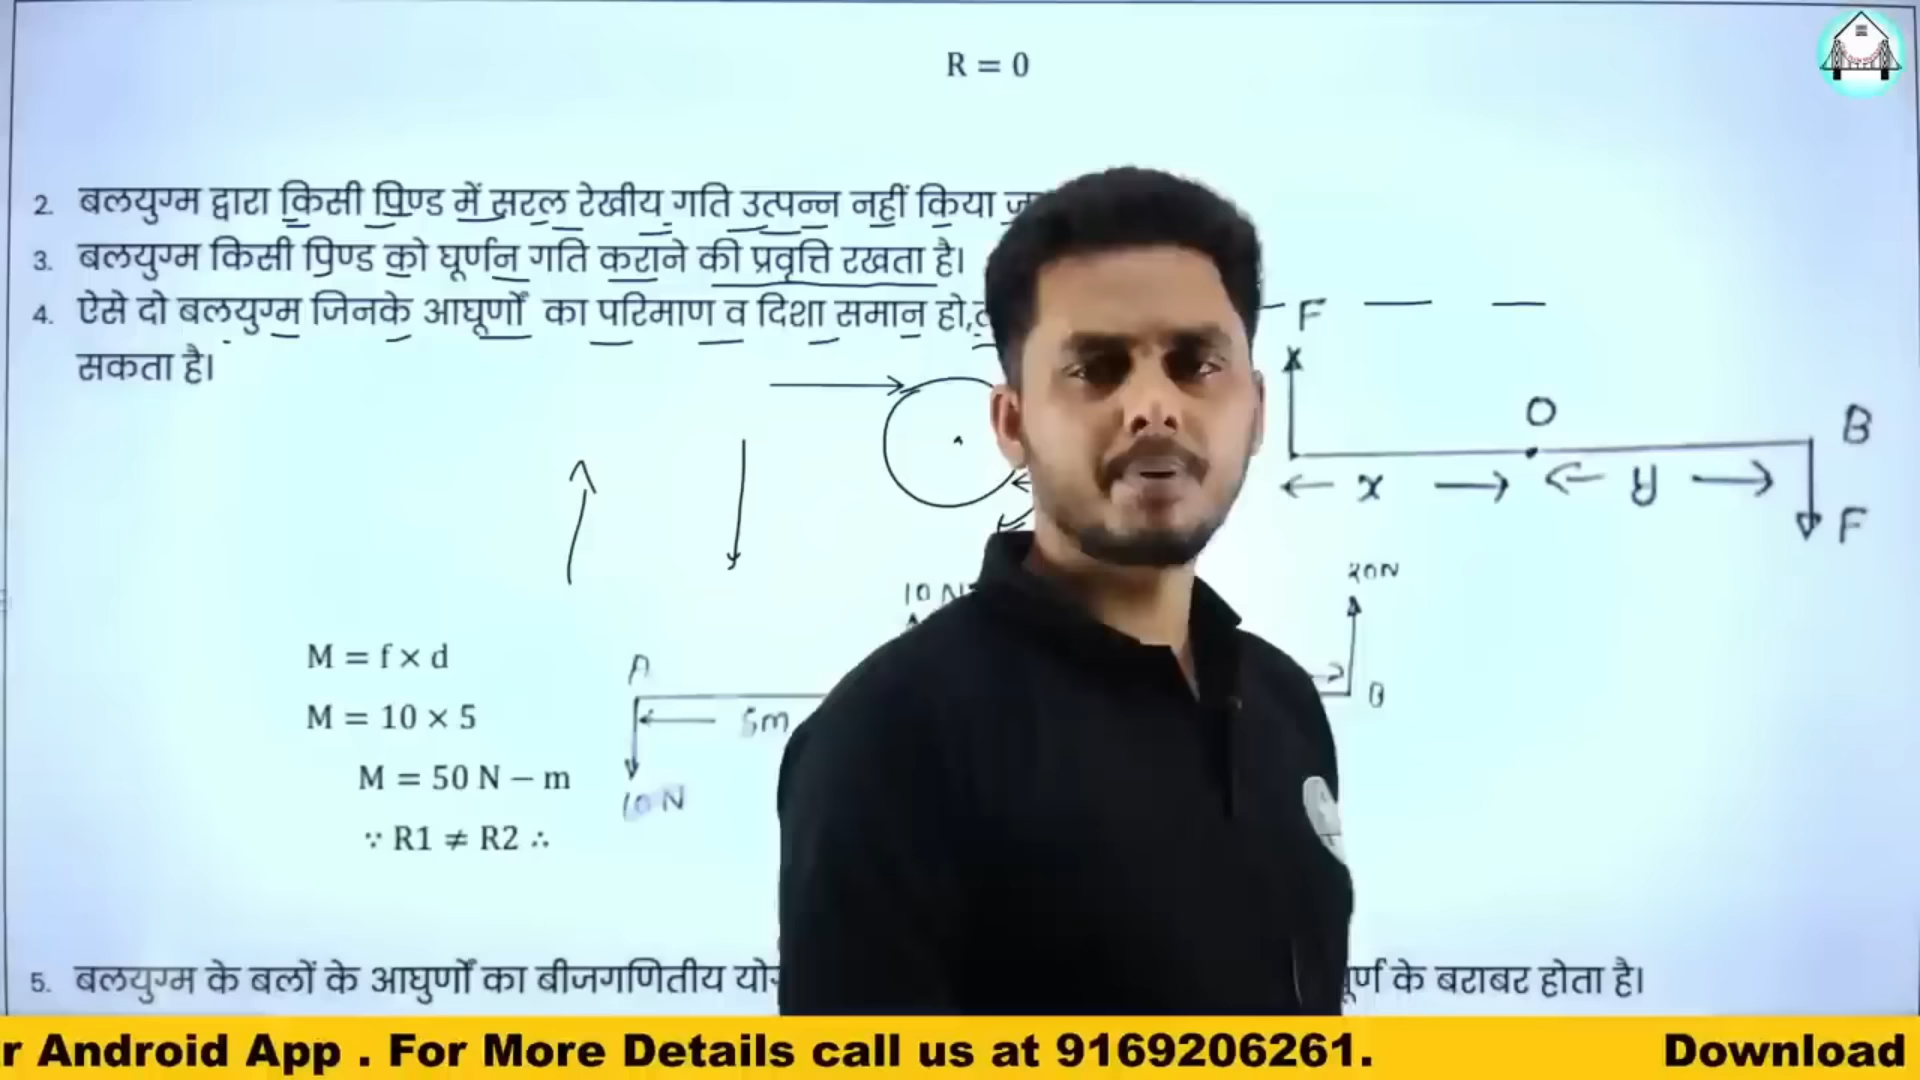 R = 0
2. बलयुग्म द्वारा किसी पिण्ड में सरल रेखीय गति उत्पन्न नहीं किया
3. बलयुग्म किसी पिण्ड को घूर्णन गति कराने की प्रवृत्ति रखता है।
4. ऐसे दो बलयुग्म जिनके आघूर्णों का परिमाण व दिशा समान हो,
सकता है।
F
O
B
x
y
F
10 N
20N
M = f × d
A
B
M = 10 × 5
5m
M = 50 N − m
10 N
∵ R1 ≠ R2 ∴
5. बलयुग्म के बलों के आघुर्णों का बीजगणितीय के बराबर होता है।
r Android App . For More Details call us at 9169206261. Download